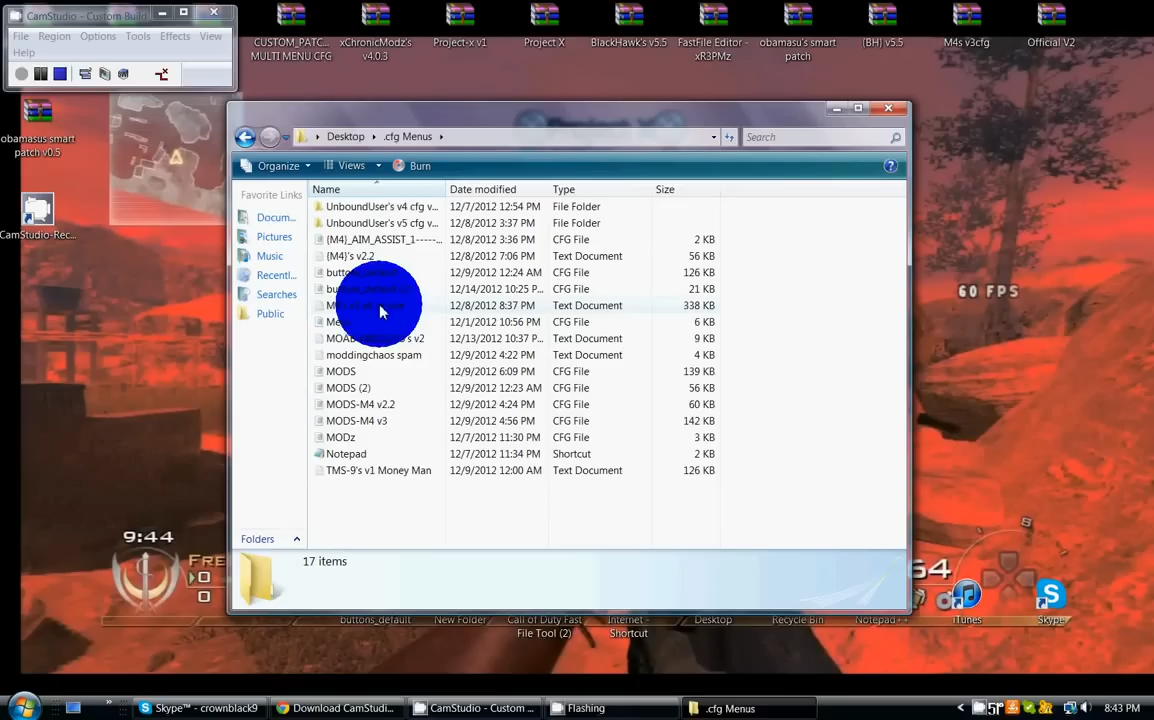 CamStudio - Custom Build
File Region Options Tools Effects View
Help
CUSTOM_PATC...
MULTI MENU CFG
xChronicModz's
v4.0.3
Project-x v1
Project X
BlackHawk's v5.5
FastFile Editor -
xR3PMz
obamasu's smart
patch
(BH) v5.5
M4s v3cfg
Official V2
obamasus smart
patch v0.5
CamStudio-Rec...
Desktop
.cfg Menus
Search
Organize
Views
Burn
Favorite Links
Docum...
Pictures
Music
Recentl...
Searches
Public
Folders
Name Date modified Type Size
UnboundUser's v4 cfg v... 12/7/2012 12:54 PM File Folder
UnboundUser's v5 cfg v... 12/8/2012 3:37 PM File Folder
{M4}_AIM_ASSIST_1-----... 12/8/2012 3:36 PM CFG File 2 KB
{M4}'s v2.2 12/8/2012 7:06 PM Text Document 56 KB
12/9/2012 12:24 AM CFG File 126 KB
12/14/2012 10:25 P... CFG File 21 KB
12/8/2012 8:37 PM Text Document 338 KB
12/1/2012 10:56 PM CFG File 6 KB
12/13/2012 10:37 P... Text Document 9 KB
moddingchaos spam 12/9/2012 4:22 PM Text Document 4 KB
MODS 12/9/2012 6:09 PM CFG File 139 KB
MODS (2) 12/9/2012 12:23 AM CFG File 56 KB
MODS-M4 v2.2 12/9/2012 4:24 PM CFG File 60 KB
MODS-M4 v3 12/9/2012 4:56 PM CFG File 142 KB
MODz 12/7/2012 11:30 PM CFG File 3 KB
Notepad 12/7/2012 11:34 PM Shortcut 2 KB
TMS-9's v1 Money Man 12/9/2012 12:00 AM Text Document 126 KB
17 items
60 FPS
9:44
FRE
0
0
64
S
buttons_default
New Folder
Call of Duty Fast
File Tool (2)
Internet -
Shortcut
Desktop
Recycle Bin
Notepad++
iTunes
Skype
Skype™ - crownblack9
Download CamStudi...
CamStudio - Custom ...
Flashing
.cfg Menus
8:43 PM